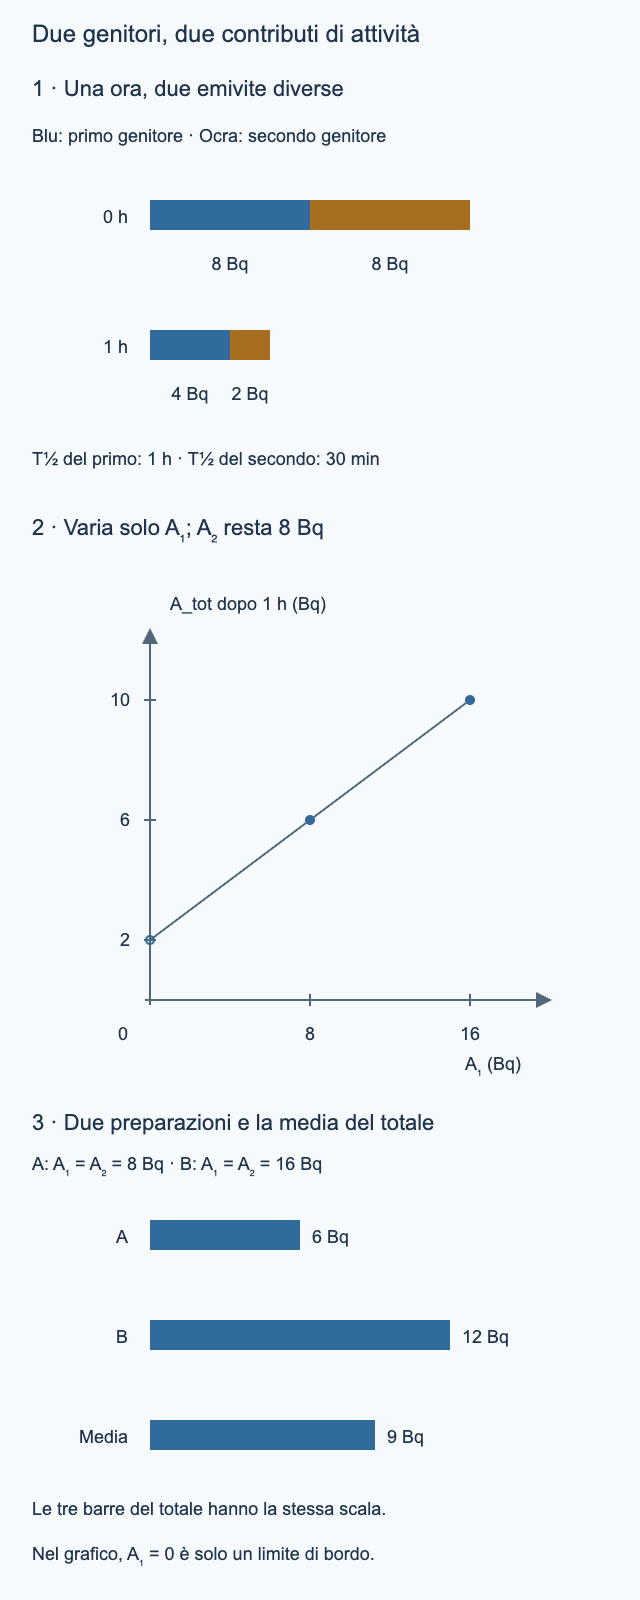 Due genitori, due contributi di attività
1 · Una ora, due emivite diverse
Blu: primo genitore · Ocra: secondo genitore
0 h
8 Bq 8 Bq
1 h
4 Bq 2 Bq
T½ del primo: 1 h · T½ del secondo: 30 min
2 · Varia solo A₁; A₂ resta 8 Bq
A_tot dopo 1 h (Bq)
10
6
2
0 8 16
A₁ (Bq)
3 · Due preparazioni e la media del totale
A: A₁ = A₂ = 8 Bq · B: A₁ = A₂ = 16 Bq
A 6 Bq
B 12 Bq
Media 9 Bq
Le tre barre del totale hanno la stessa scala.
Nel grafico, A₁ = 0 è solo un limite di bordo.